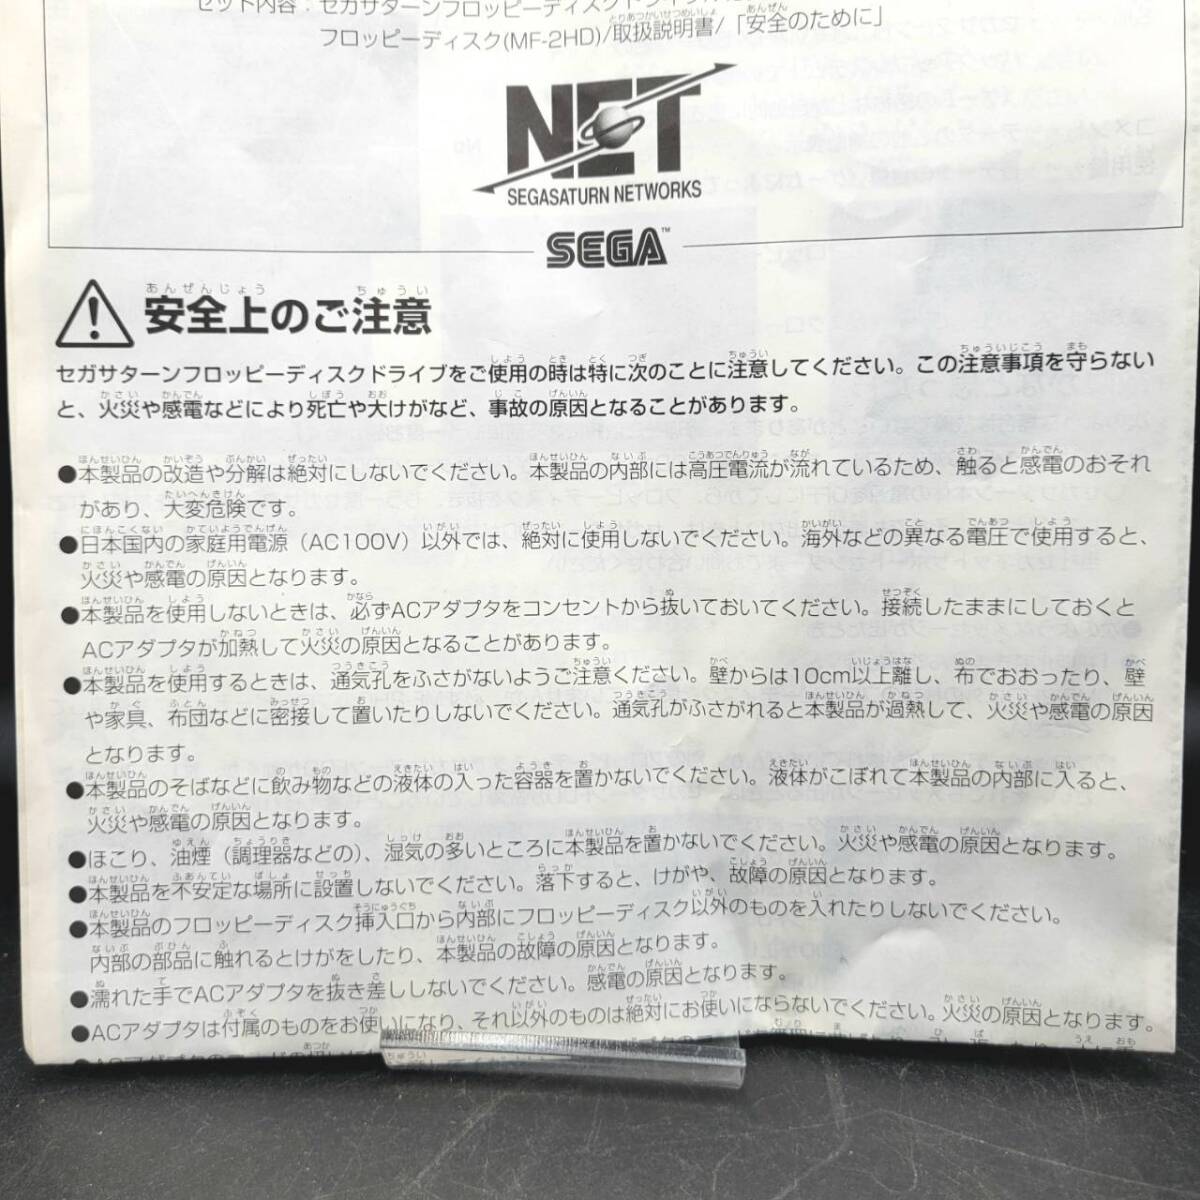 セット内容：セガサターンフロッピーディスクドライブ
フロッピーディスク(MF-2HD)/取扱説明書/「安全のために」
NET
SEGASATURN NETWORKS
SEGA™
安全上のご注意
セガサターンフロッピーディスクドライブをご使用の時は特に次のことに注意してください。この注意事項を守らない
と、火災や感電などにより死亡や大けがなど、事故の原因となることがあります。
●本製品の改造や分解は絶対にしないでください。本製品の内部には高圧電流が流れているため、触ると感電のおそれ
があり、大変危険です。
●日本国内の家庭用電源（AC100V）以外では、絶対に使用しないでください。海外などの異なる電圧で使用すると、
火災や感電の原因となります。
●本製品を使用しないときは、必ずACアダプタをコンセントから抜いておいてください。接続したままにしておくと
ACアダプタが加熱して火災の原因となることがあります。
●本製品を使用するときは、通気孔をふさがないようご注意ください。壁からは10cm以上離し、布でおおったり、壁
や家具、布団などに密接して置いたりしないでください。通気孔がふさがれると本製品が過熱して、火災や感電の原因
となります。
●本製品のそばなどに飲み物などの液体の入った容器を置かないでください。液体がこぼれて本製品の内部に入ると、
火災や感電の原因となります。
●ほこり、油煙（調理器などの）、湿気の多いところに本製品を置かないでください。火災や感電の原因となります。
●本製品を不安定な場所に設置しないでください。落下すると、けがや、故障の原因となります。
●本製品のフロッピーディスク挿入口から内部にフロッピーディスク以外のものを入れたりしないでください。
内部の部品に触れるとけがをしたり、本製品の故障の原因となります。
●濡れた手でACアダプタを抜き差ししないでください。感電の原因となります。
●ACアダプタは付属のものをお使いになり、それ以外のものは絶対にお使いにならないでください。火災の原因となります。